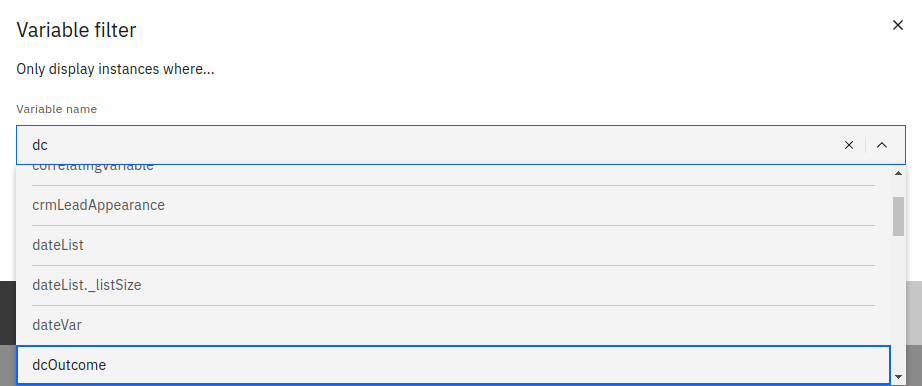 Variable filter
Only display instances where...
Variable name
dc
correlatingVariable
crmLeadAppearance
dateList
dateList._listSize
dateVar
dcOutcome